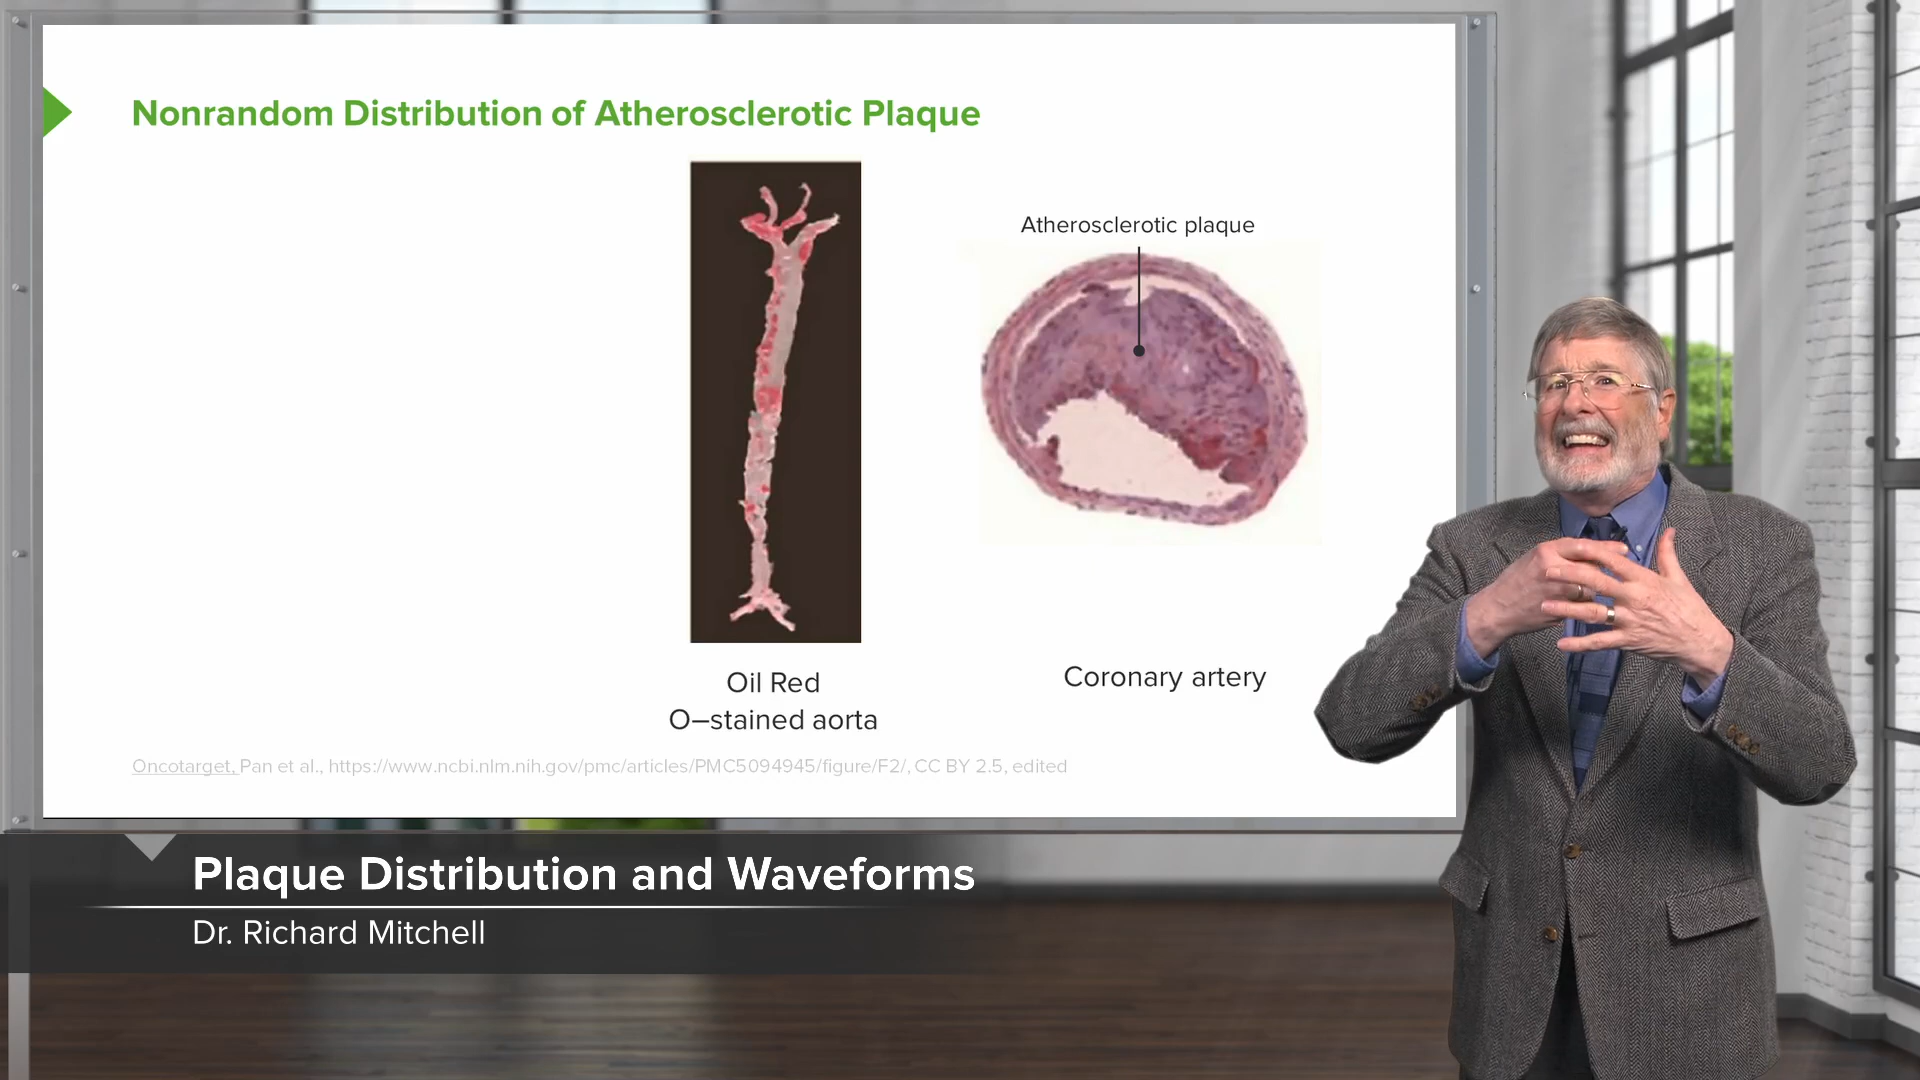 Nonrandom Distribution of Atherosclerotic Plaque
Atherosclerotic plaque
Oil Red
O–stained aorta
Coronary artery
Oncotarget, Pan et al., https://www.ncbi.nlm.nih.gov/pmc/articles/PMC5094945/figure/F2/, CC BY 2.5, edited
Plaque Distribution and Waveforms
Dr. Richard Mitchell